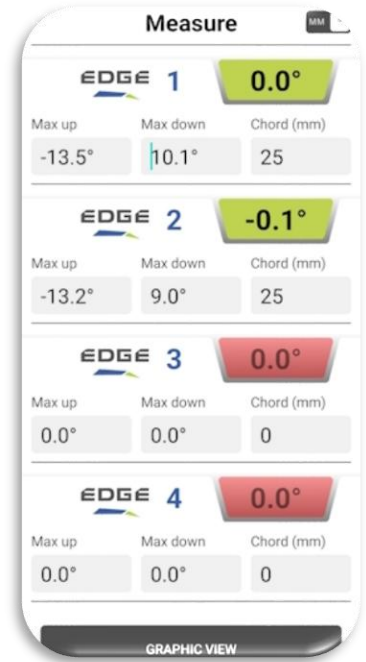 Measure MM
EDGE 1 0.0°
Max up Max down Chord (mm)
-13.5° 10.1° 25
EDGE 2 -0.1°
Max up Max down Chord (mm)
-13.2° 9.0° 25
EDGE 3 0.0°
Max up Max down Chord (mm)
0.0° 0.0° 0
EDGE 4 0.0°
Max up Max down Chord (mm)
0.0° 0.0° 0
GRAPHIC VIEW